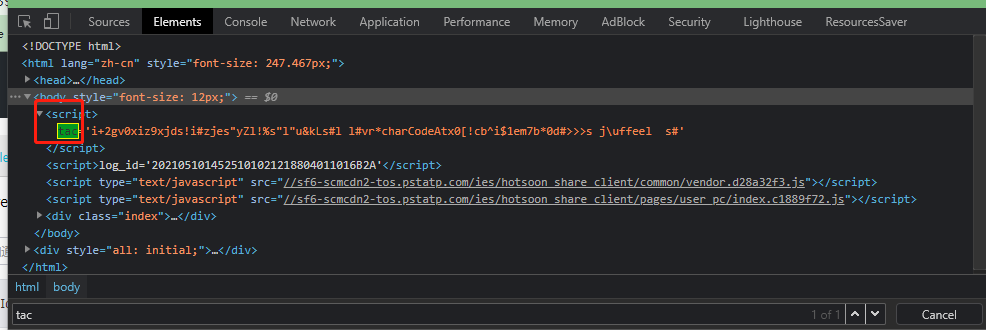 Sources Elements Console Network Application Performance Memory AdBlock Security Lighthouse ResourcesSaver
<!DOCTYPE html>
<html lang="zh-cn" style="font-size: 247.467px;">
<head>…</head>
<body style="font-size: 12px;"> == $0
<script>
tac='i+2gv0xiz9xjds!i#zjes"yZl!%s"l"u&kLs#l l#vr*charCodeAtx0[!cb^i$1em7b*0d#>>>s j\uffeel  s#'
</script>
<script>log_id='202105101452510102121880401​1016B2A'</script>
<script type="text/javascript" src="//sf6-scmcdn2-tos.pstatp.com/ies/hotsoon_share_client/common/vendor.d28a32f3.js"></script>
<script type="text/javascript" src="//sf6-scmcdn2-tos.pstatp.com/ies/hotsoon_share_client/pages/user_pc/index.c1889f72.js"></script>
<div class="index">…</div>
</body>
<div style="all: initial;">…</div>
</html>
html body
tac 1 of 1 Cancel